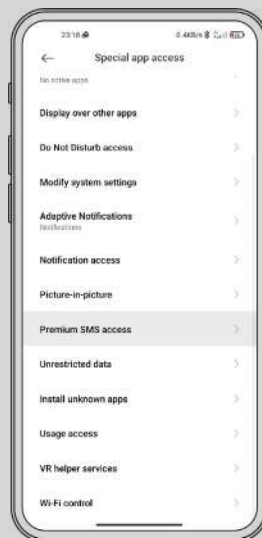 23:18
Special app access
No active apps
Display over other apps
Do Not Disturb access
Modify system settings
Adaptive Notifications
Notifications
Notification access
Picture-in-picture
Premium SMS access
Unrestricted data
Install unknown apps
Usage access
VR helper services
Wi-Fi control